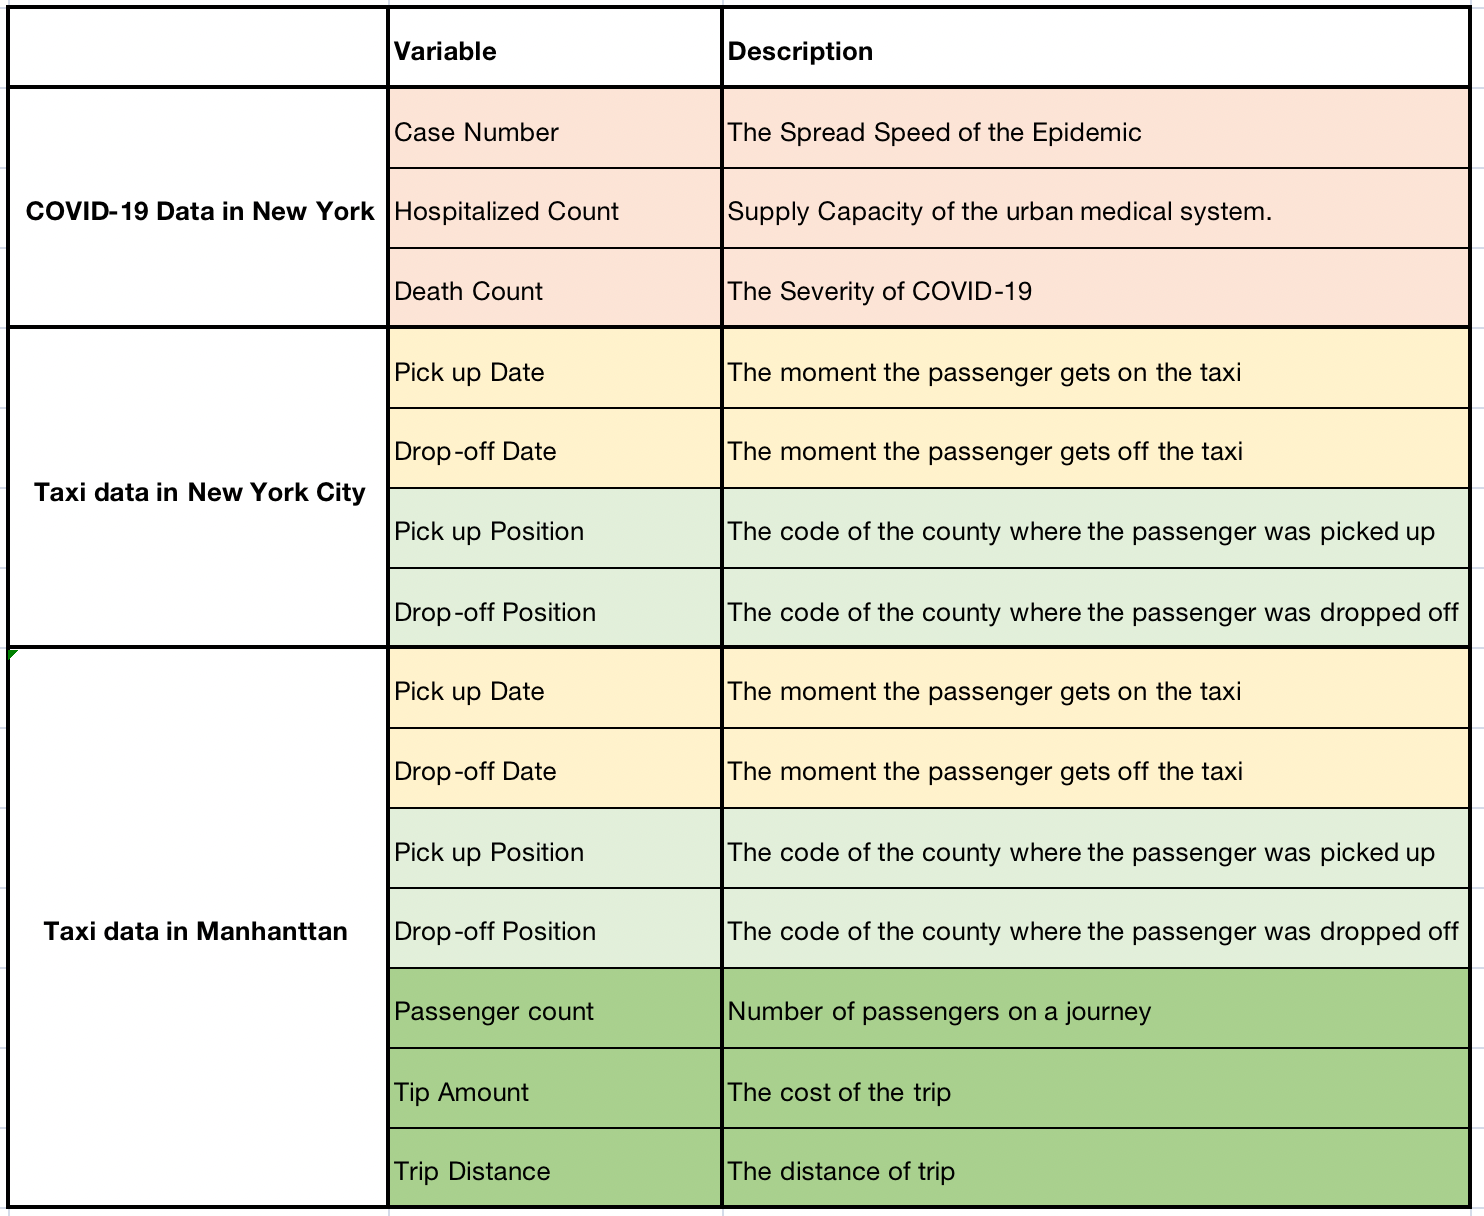 Variable Description
COVID-19 Data in New York
Case Number The Spread Speed of the Epidemic
Hospitalized Count Supply Capacity of the urban medical system.
Death Count The Severity of COVID-19
Taxi data in New York City
Pick up Date The moment the passenger gets on the taxi
Drop-off Date The moment the passenger gets off the taxi
Pick up Position The code of the county where the passenger was picked up
Drop-off Position The code of the county where the passenger was dropped off
Taxi data in Manhanttan
Pick up Date The moment the passenger gets on the taxi
Drop-off Date The moment the passenger gets off the taxi
Pick up Position The code of the county where the passenger was picked up
Drop-off Position The code of the county where the passenger was dropped off
Passenger count Number of passengers on a journey
Tip Amount The cost of the trip
Trip Distance The distance of trip